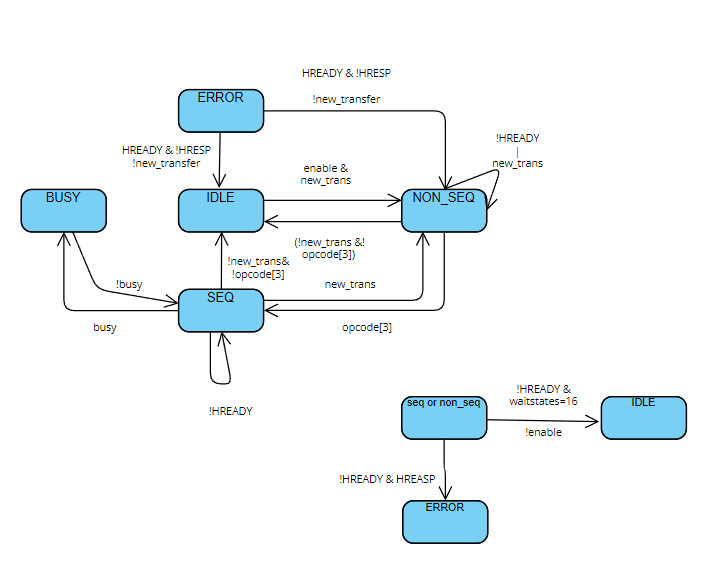 HREADY & !HRESP
ERROR
!new_transfer
HREADY & !HRESP
!new_transfer
!HREADY
|
new_trans
enable &
new_trans
BUSY
IDLE
NON_SEQ
(!new_trans &!
opcode[3])
!new_trans&
!opcode[3]
!busy
new_trans
SEQ
busy
opcode[3]
!HREADY
!HREADY &
waitstates=16
seq or non_seq
IDLE
!enable
!HREADY & HREASP
ERROR